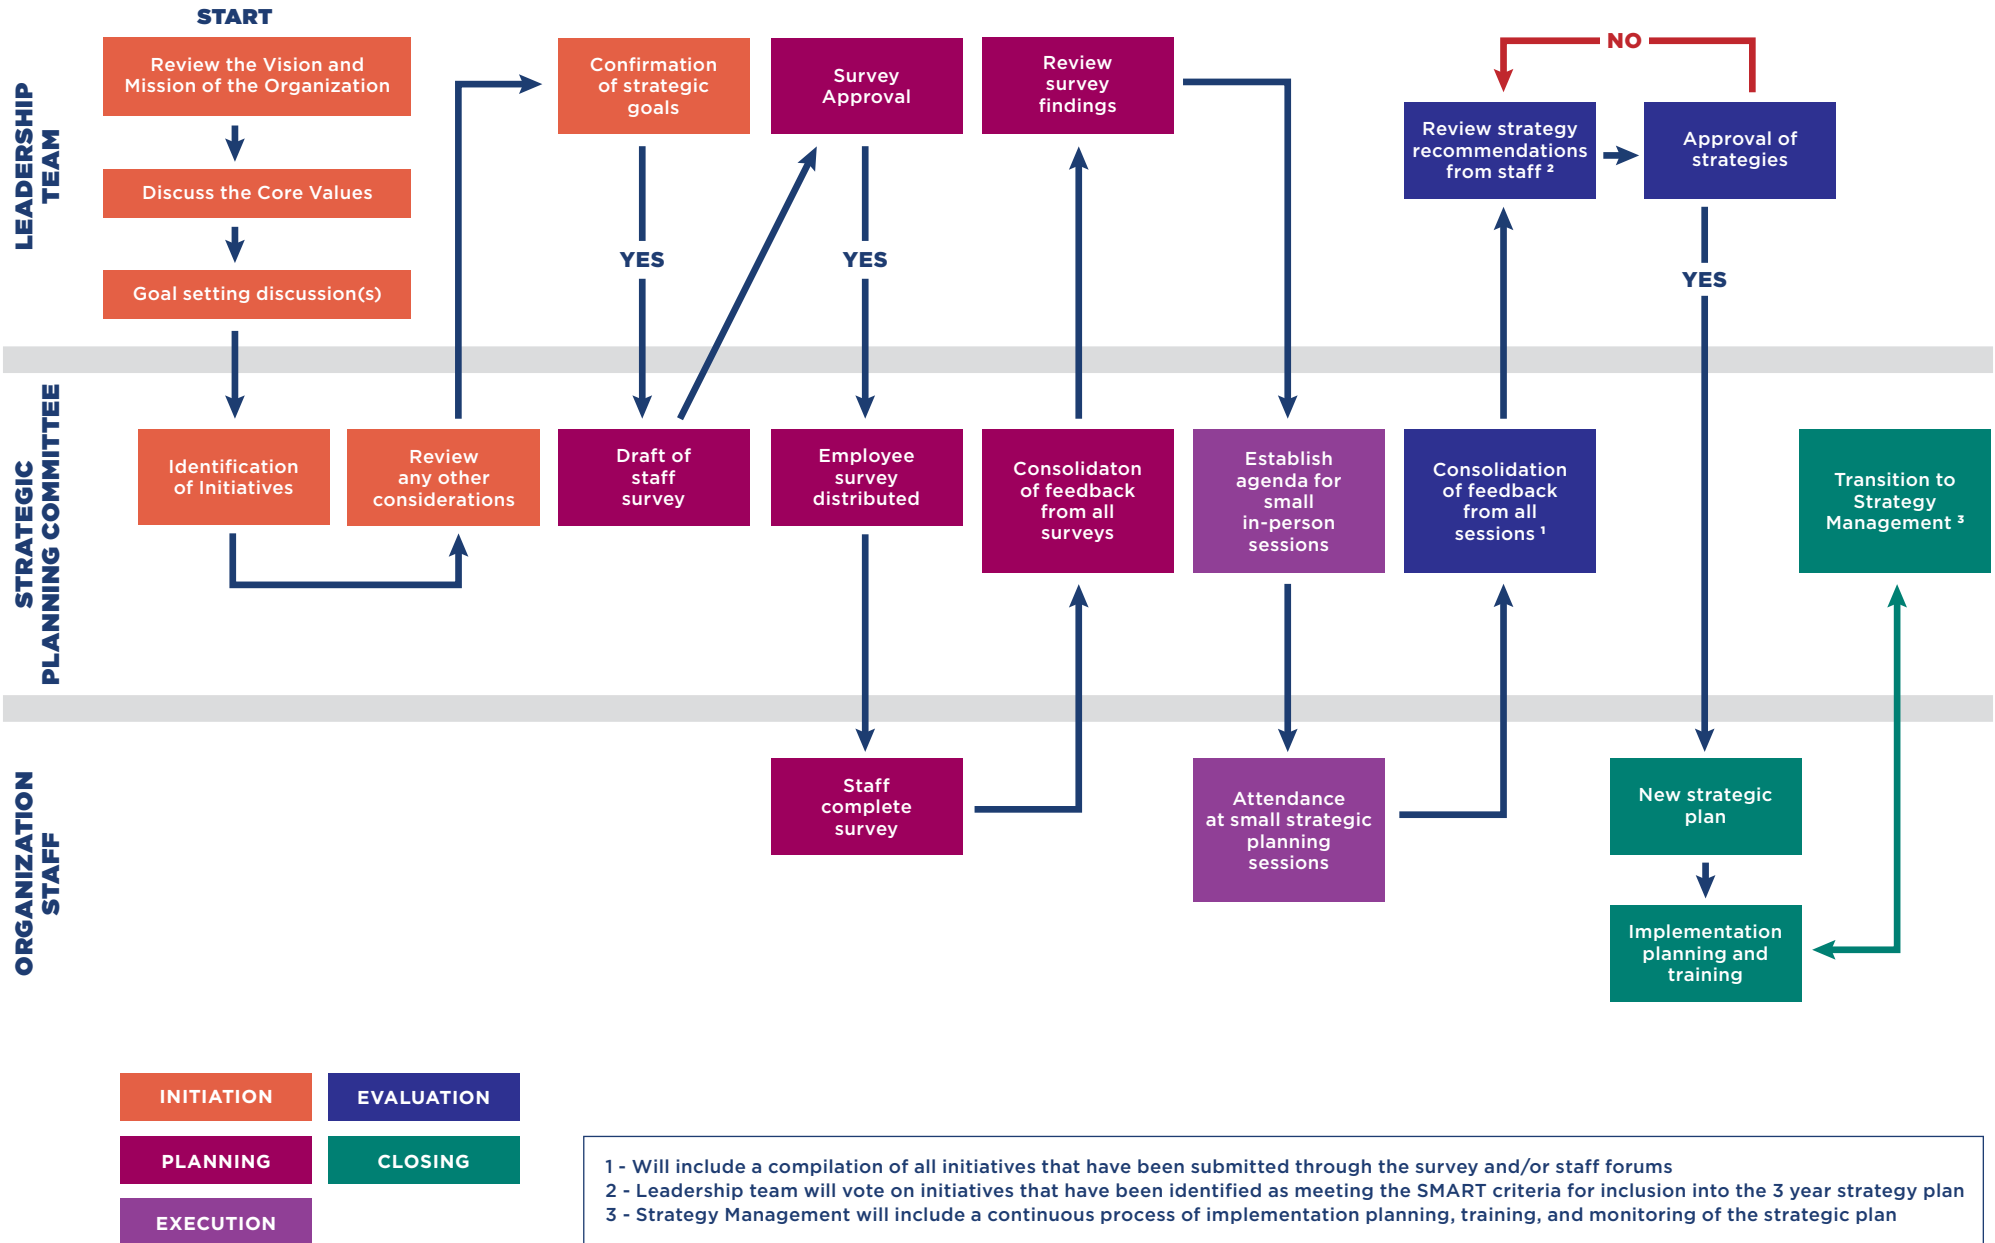 START
LEADERSHIP
TEAM
Review the Vision and
Mission of the Organization
Discuss the Core Values
Goal setting discussion(s)
Confirmation
of strategic
goals
YES
Survey
Approval
YES
Review
survey
findings
NO
Review strategy
recommendations
from staff ²
Approval of
strategies
YES
STRATEGIC
PLANNING COMMITTEE
Identification
of Initiatives
Review
any other
considerations
Draft of
staff
survey
Employee
survey
distributed
Consolidaton
of feedback
from all
surveys
Establish
agenda for
small
in-person
sessions
Consolidation
of feedback
from all
sessions ¹
Transition to
Strategy
Management ³
ORGANIZATION
STAFF
Staff
complete
survey
Attendance
at small strategic
planning
sessions
New strategic
plan
Implementation
planning and
training
INITIATION
EVALUATION
PLANNING
CLOSING
EXECUTION
1 - Will include a compilation of all initiatives that have been submitted through the survey and/or staff forums
2 - Leadership team will vote on initiatives that have been identified as meeting the SMART criteria for inclusion into the 3 year strategy plan
3 - Strategy Management will include a continuous process of implementation planning, training, and monitoring of the strategic plan